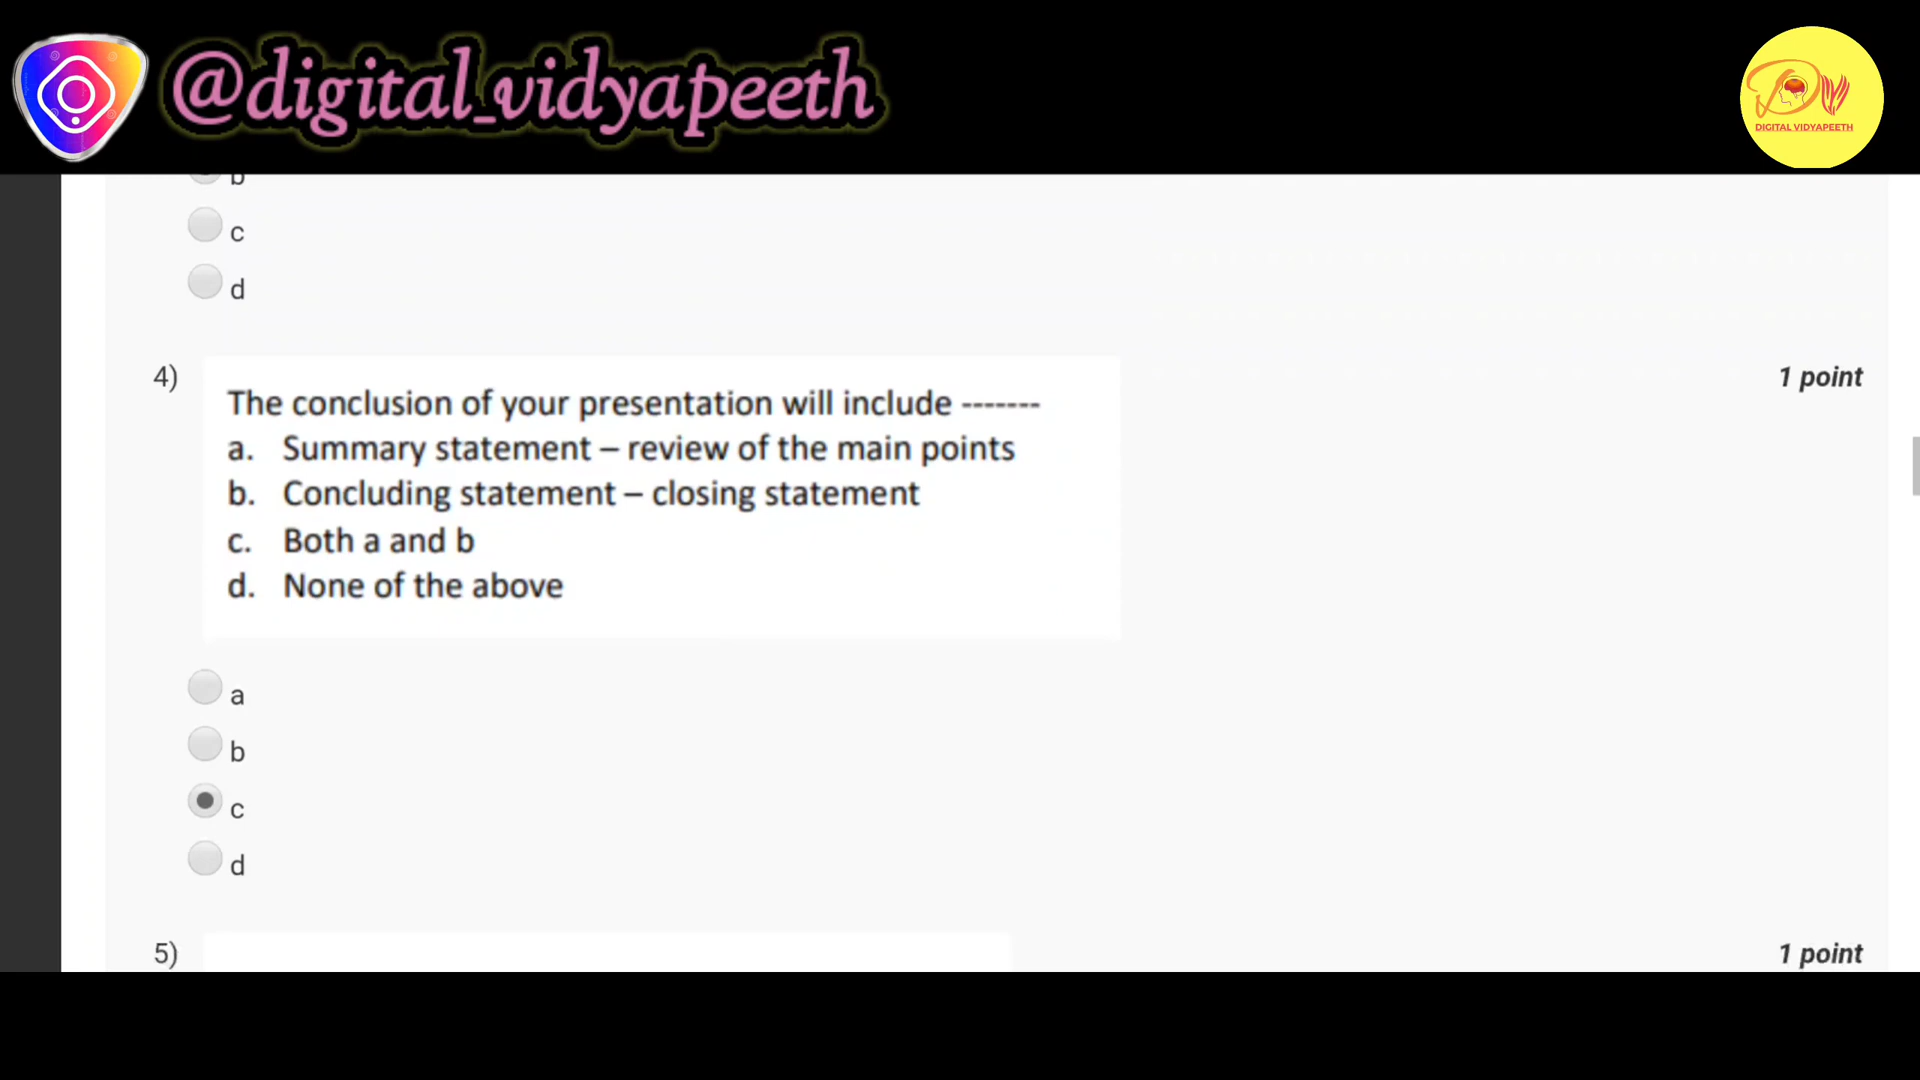 @digital_vidyapeeth
DIGITAL VIDYAPEETH
b
c
d
4)
1 point
The conclusion of your presentation will include -------
a. Summary statement – review of the main points
b. Concluding statement – closing statement
c. Both a and b
d. None of the above
a
b
c
d
5)
1 point